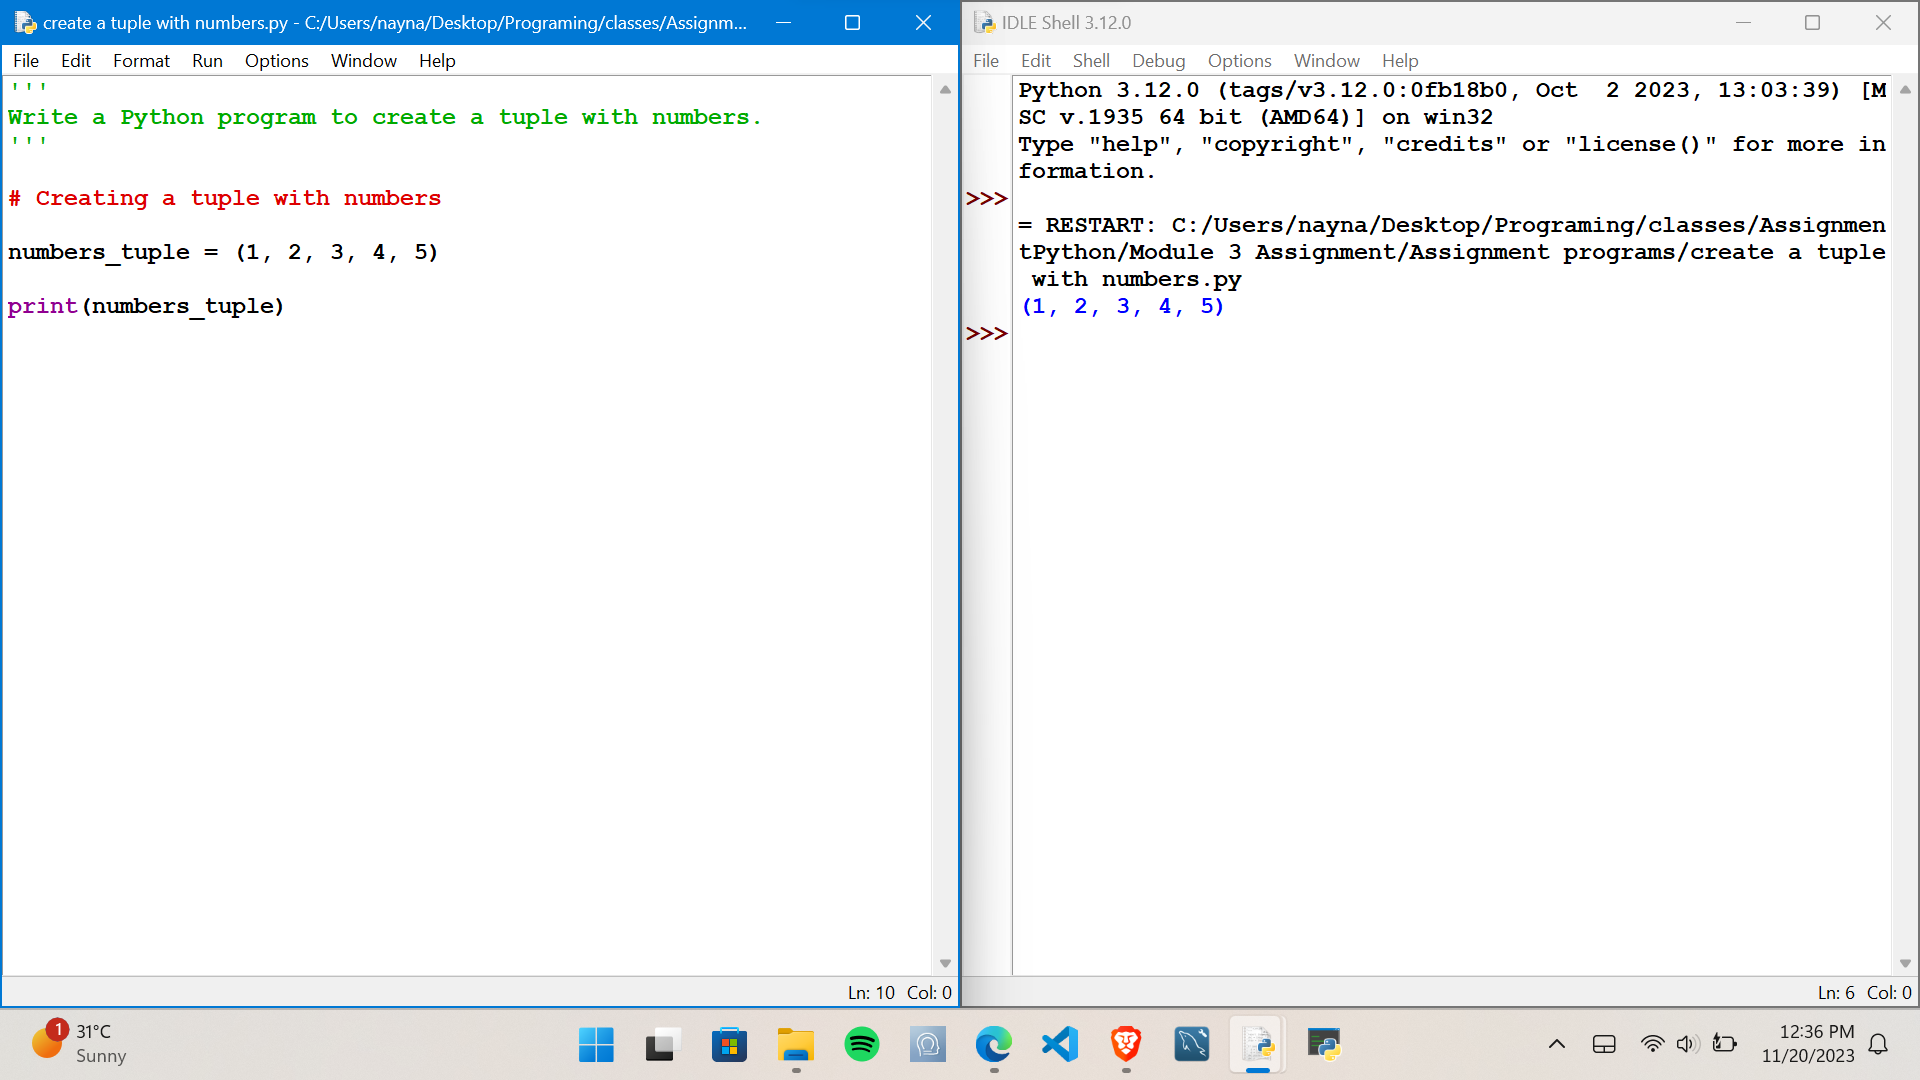 create a tuple with numbers.py - C:/Users/nayna/Desktop/Programing/classes/Assignm...
File Edit Format Run Options Window Help
'''
Write a Python program to create a tuple with numbers.
'''
# Creating a tuple with numbers
numbers_tuple = (1, 2, 3, 4, 5)
print(numbers_tuple)
Ln: 10 Col: 0
IDLE Shell 3.12.0
File Edit Shell Debug Options Window Help
Python 3.12.0 (tags/v3.12.0:0fb18b0, Oct  2 2023, 13:03:39) [M
SC v.1935 64 bit (AMD64)] on win32
Type "help", "copyright", "credits" or "license()" for more in
formation.
>>>
= RESTART: C:/Users/nayna/Desktop/Programing/classes/Assignmen
tPython/Module 3 Assignment/Assignment programs/create a tuple
 with numbers.py
(1, 2, 3, 4, 5)
>>>
Ln: 6 Col: 0
1
31°C
Sunny
12:36 PM
11/20/2023